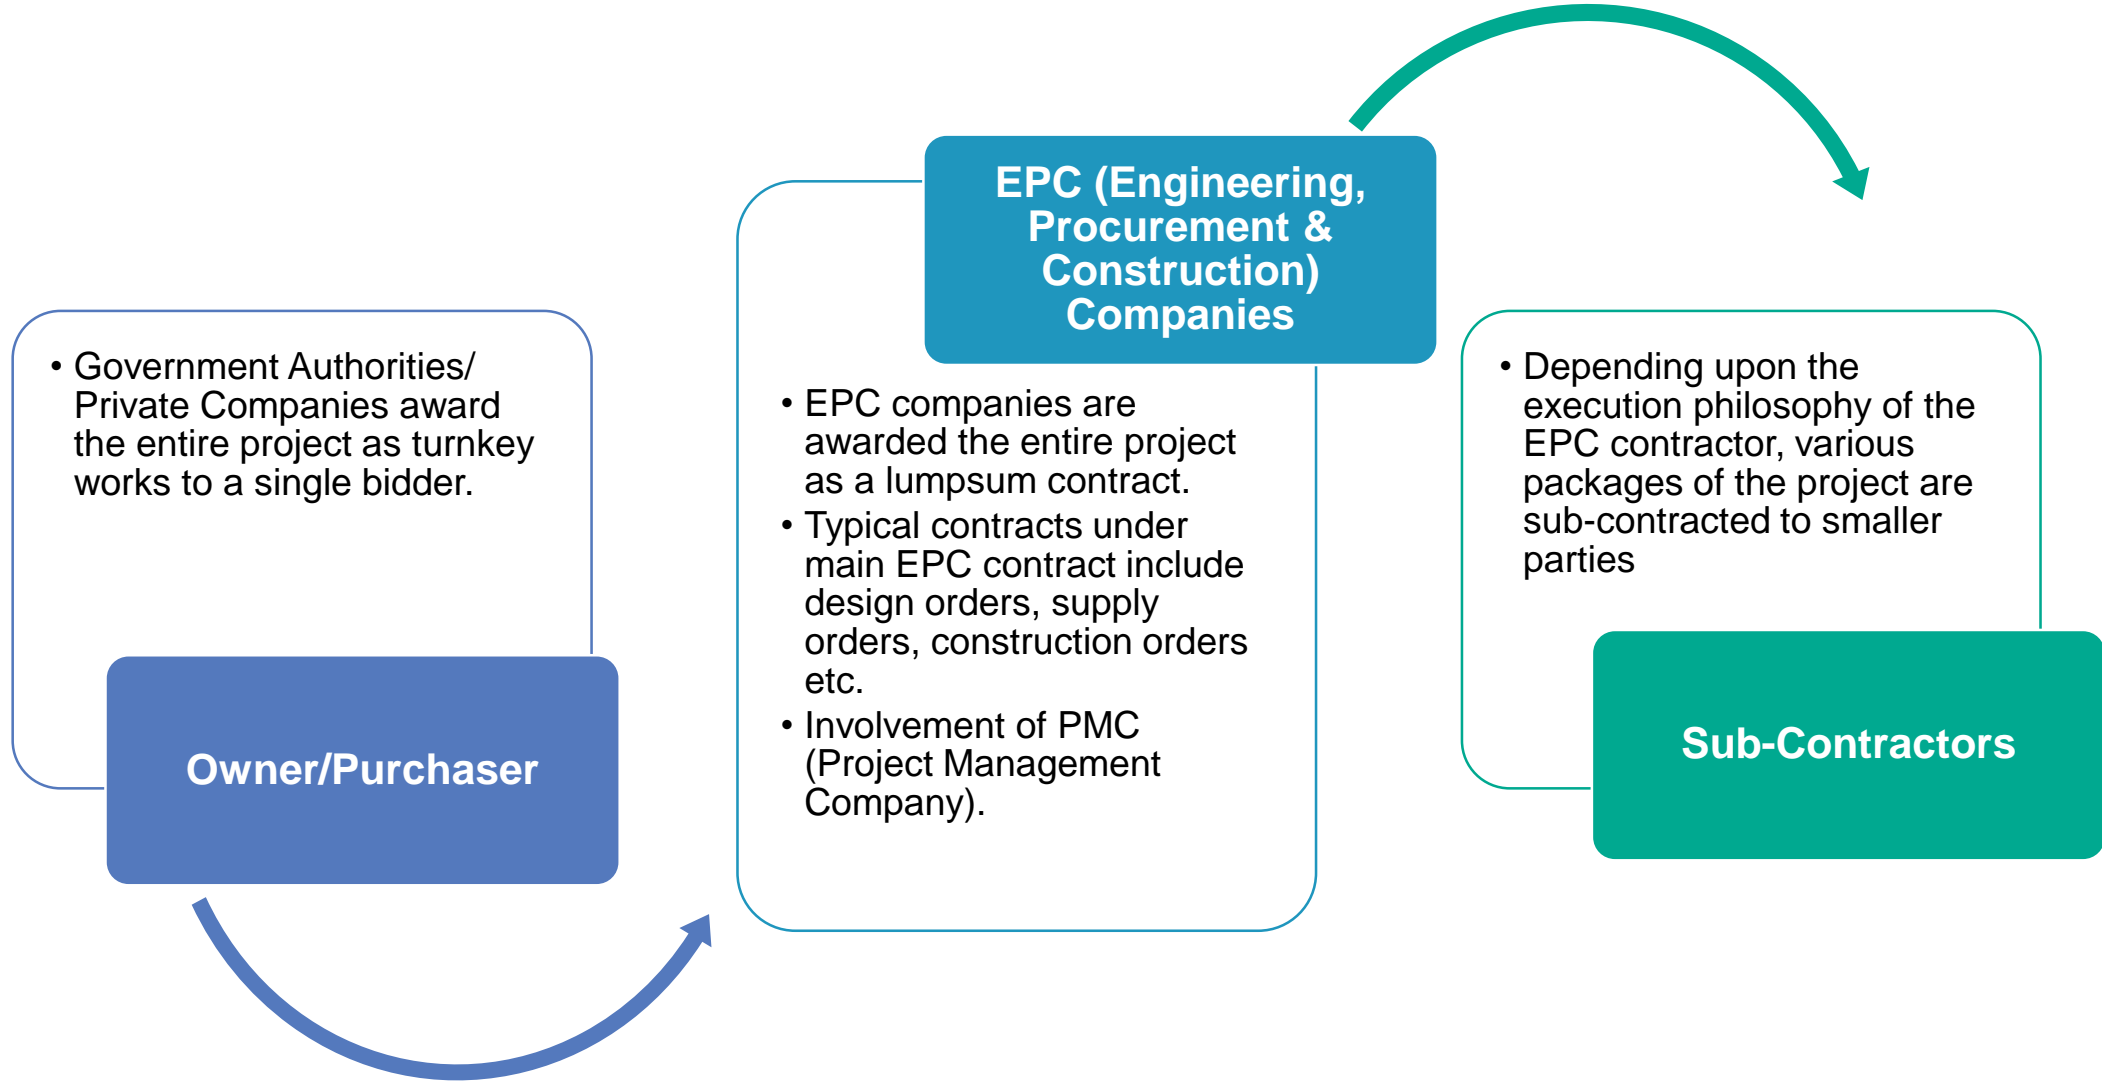 • Government Authorities/
Private Companies award
the entire project as turnkey
works to a single bidder.
Owner/Purchaser
EPC (Engineering,
Procurement &
Construction)
Companies
• EPC companies are
awarded the entire project
as a lumpsum contract.
• Typical contracts under
main EPC contract include
design orders, supply
orders, construction orders
etc.
• Involvement of PMC
(Project Management
Company).
• Depending upon the
execution philosophy of the
EPC contractor, various
packages of the project are
sub-contracted to smaller
parties
Sub-Contractors